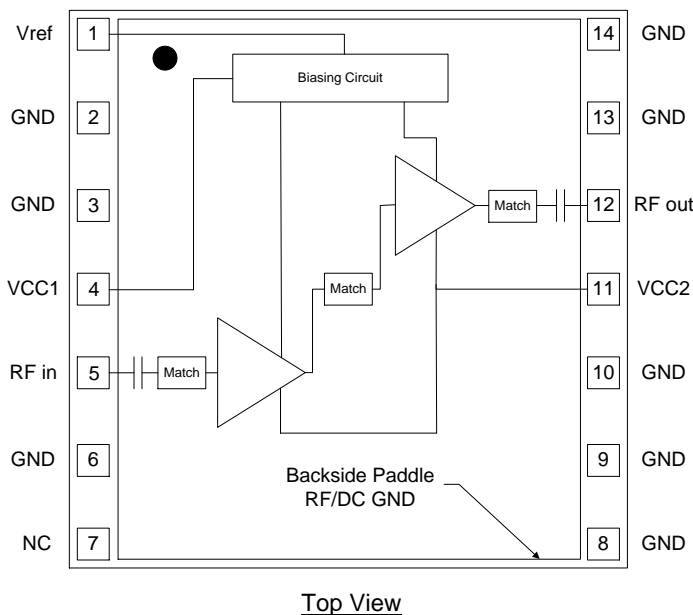 Vref 1
14 GND
Biasing Circuit
GND 2
13 GND
GND 3
Match
12 RF out
VCC1 4
Match
11 VCC2
RF in 5
Match
10 GND
GND 6
9 GND
Backside Paddle
RF/DC GND
NC 7
8 GND
Top View